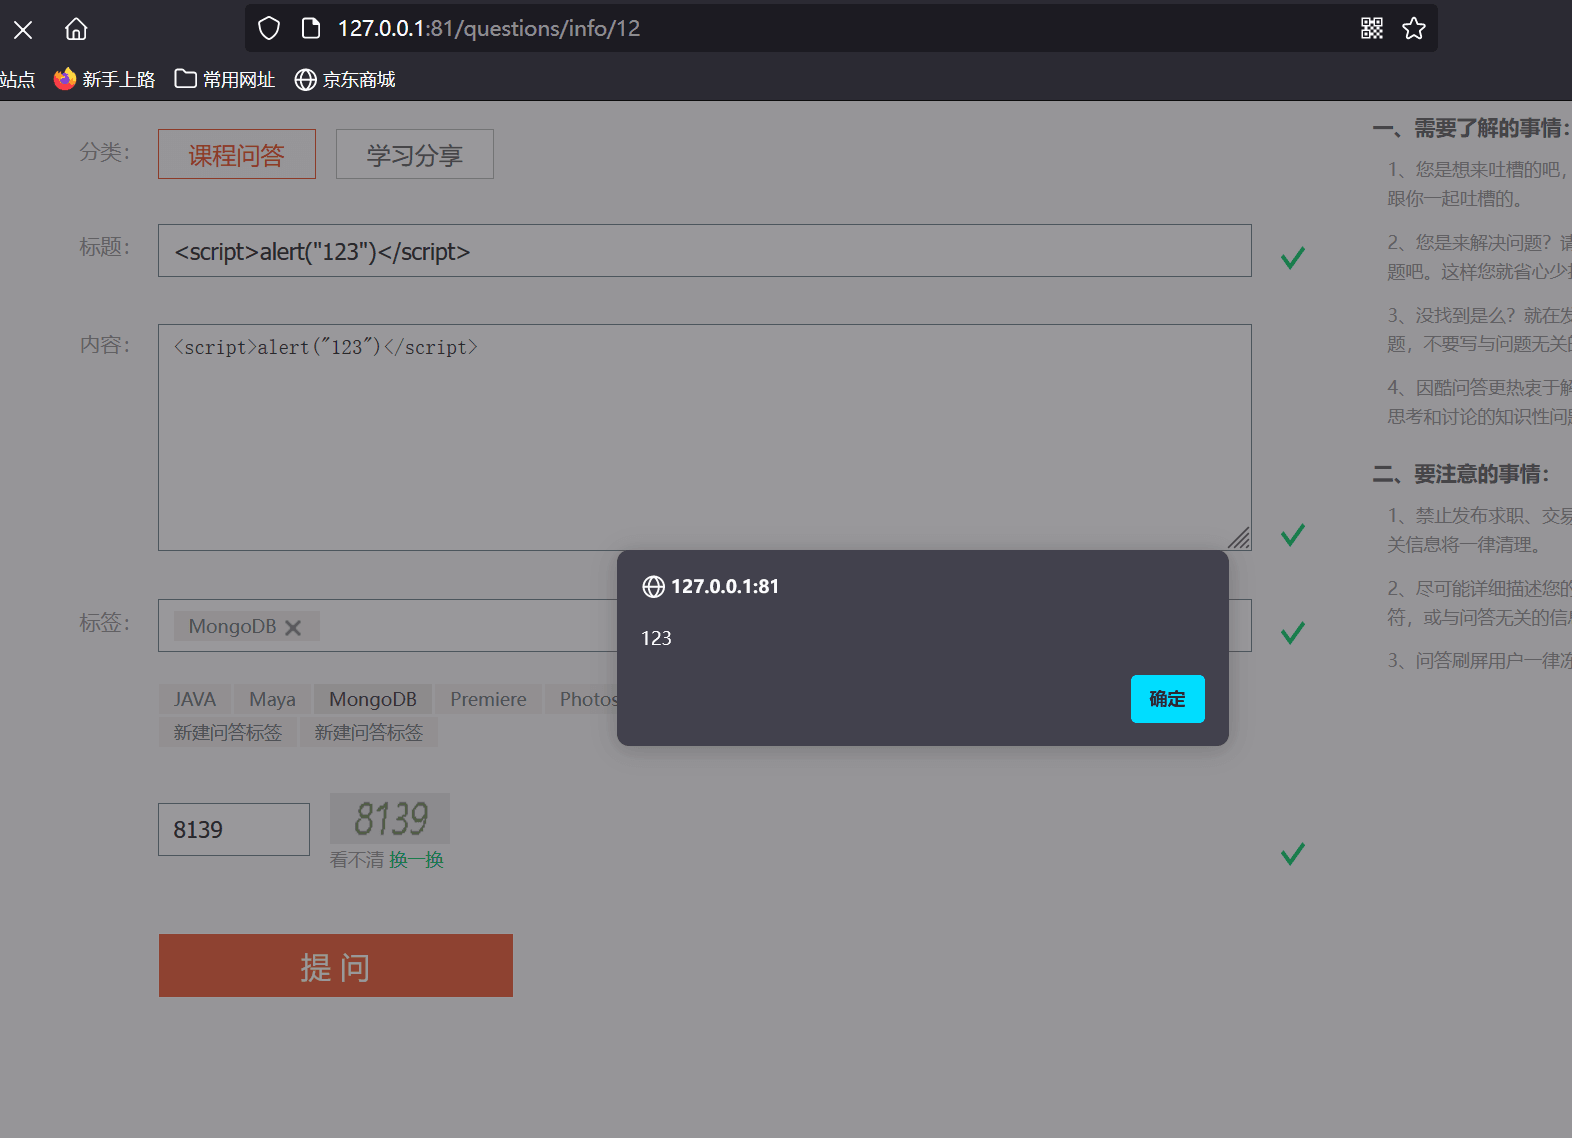 127.0.0.1:81/questions/info/12
站点 新手上路 常用网址 京东商城
分类： 课程问答 学习分享
标题： <script>alert("123")</script>
内容： <script>alert("123")</script>
127.0.0.1:81
123
确定
标签： MongoDB
JAVA Maya MongoDB Premiere Photos
新建问答标签 新建问答标签
8139 8139
看不清 换一换
提 问
一、需要了解的事情：
1、您是想来吐槽的吧，
跟你一起吐槽的。
2、您是来解决问题？请
题吧。这样您就省心少
3、没找到是么？就在发
题，不要写与问题无关的
4、因酷问答更热衷于解
思考和讨论的知识性问题
二、要注意的事情：
1、禁止发布求职、交易
关信息将一律清理。
2、尽可能详细描述您的
符，或与问答无关的信息
3、问答刷屏用户一律冻